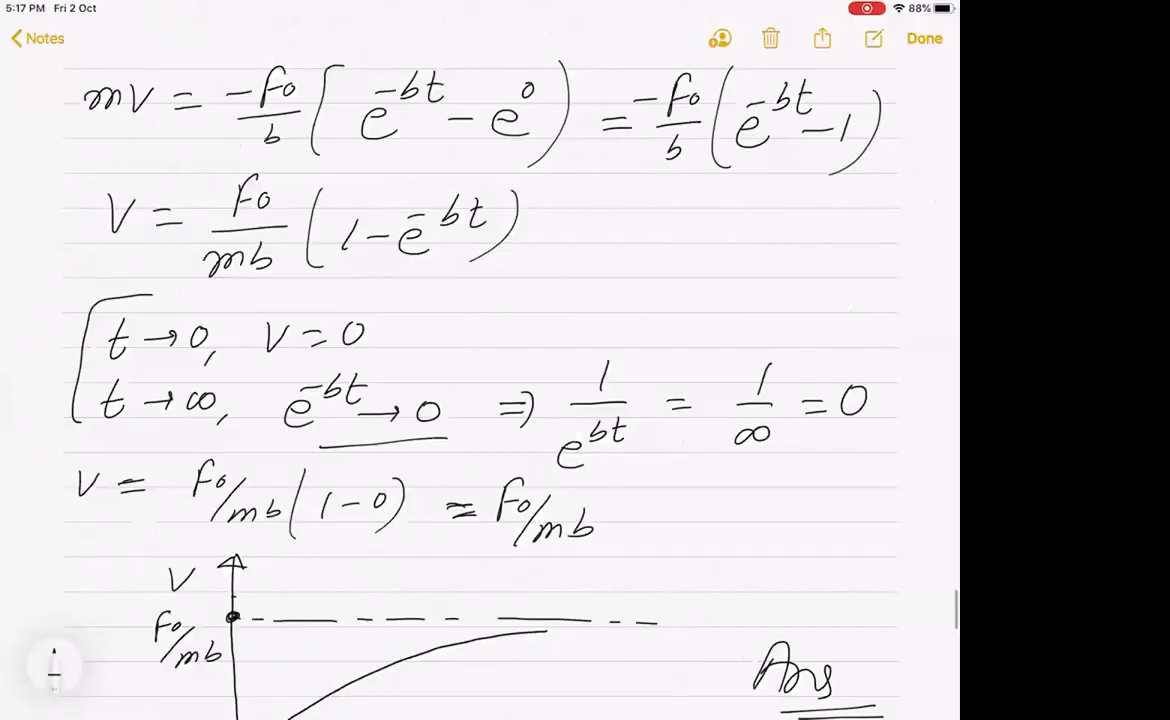 5:17 PM Fri 2 Oct 88%
Notes Done
mv = -F₀/b ( e^{-bt} - e^0 ) = -F₀/b ( e^{-bt} - 1 )
V = F₀/mb ( 1 - e^{-bt} )
t → 0, V = 0
t → ∞, e^{-bt} → 0 ⇒ 1/e^{bt} = 1/∞ = 0
V = F₀/mb ( 1 - 0 ) = F₀/mb
V
F₀/mb
Ans